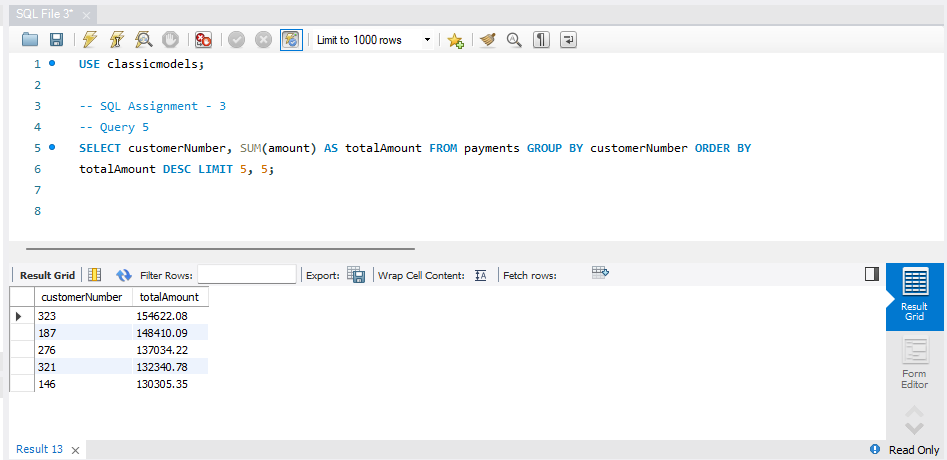 SQL File 3* ×
Limit to 1000 rows
1 USE classicmodels;
2
3 -- SQL Assignment - 3
4 -- Query 5
5 SELECT customerNumber, SUM(amount) AS totalAmount FROM payments GROUP BY customerNumber ORDER BY
6 totalAmount DESC LIMIT 5, 5;
7
8
Result Grid Filter Rows: Export: Wrap Cell Content: IA Fetch rows:
customerNumber totalAmount
323 154622.08
187 148410.09
276 137034.22
321 132340.78
146 130305.35
Result
Grid
Form
Editor
Result 13 × Read Only